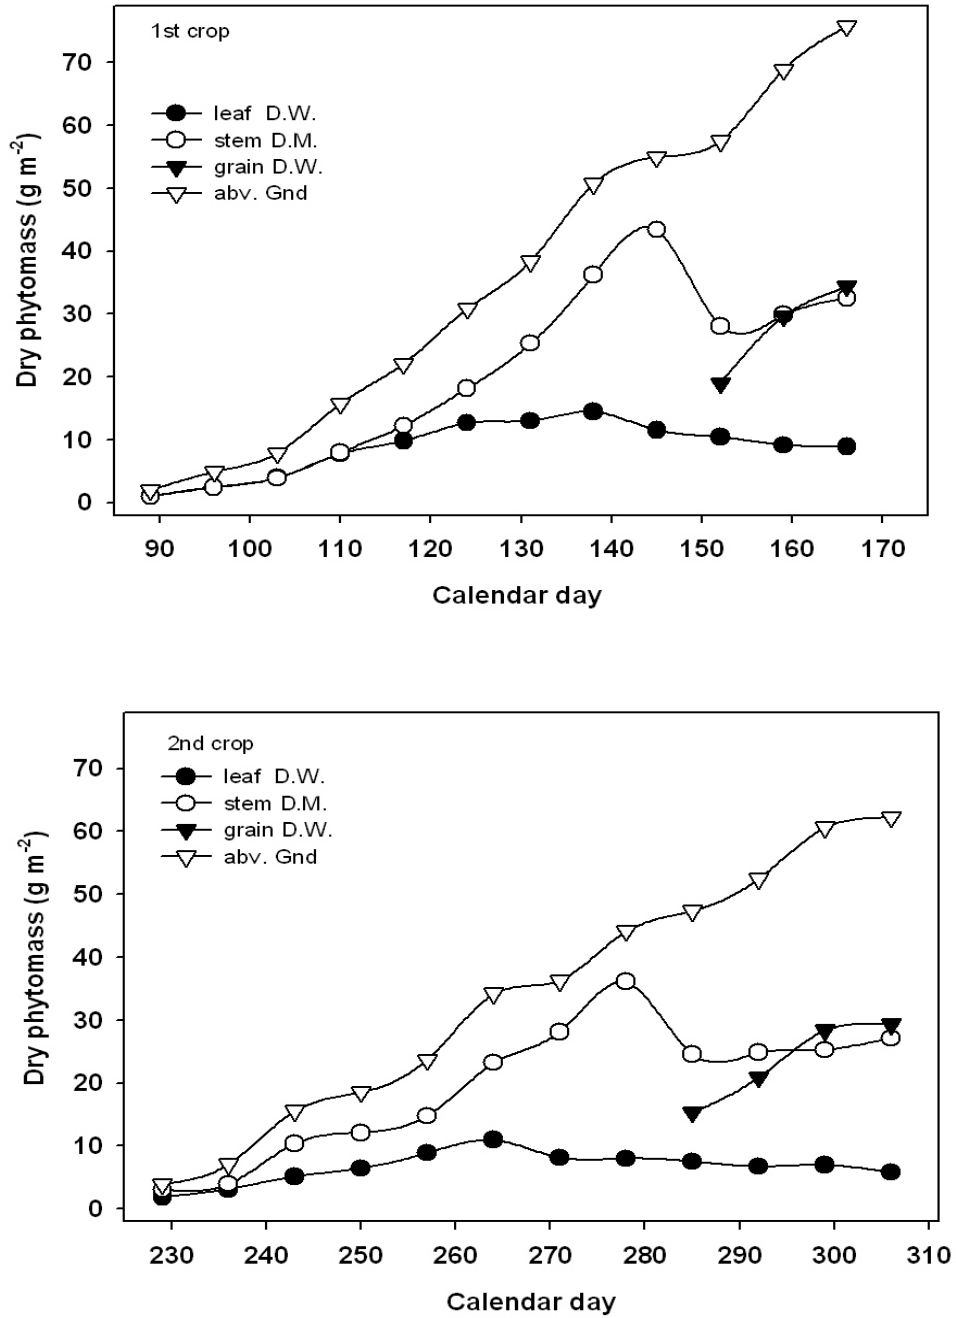 1st crop
leaf D.W.
stem D.M.
grain D.W.
abv. Gnd
Dry phytomass (g m-2)
70
60
50
40
30
20
10
0
90 100 110 120 130 140 150 160 170
Calendar day
2nd crop
leaf D.W.
stem D.M.
grain D.W.
abv. Gnd
Dry phytomass (g m-2)
70
60
50
40
30
20
10
0
230 240 250 260 270 280 290 300 310
Calendar day